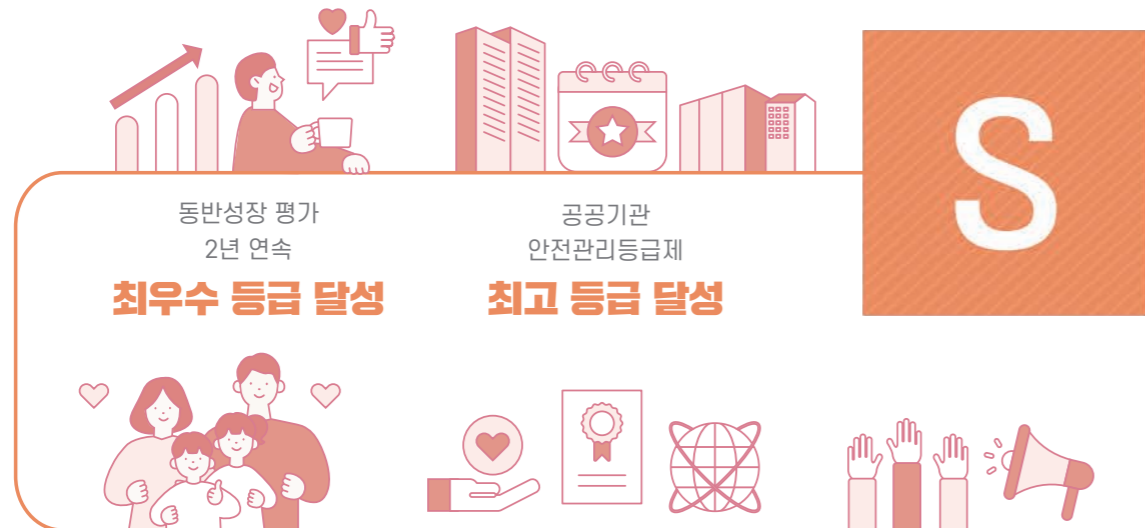 동반성장 평가
2년 연속
최우수 등급 달성
공공기관
안전관리등급제
최고 등급 달성
S